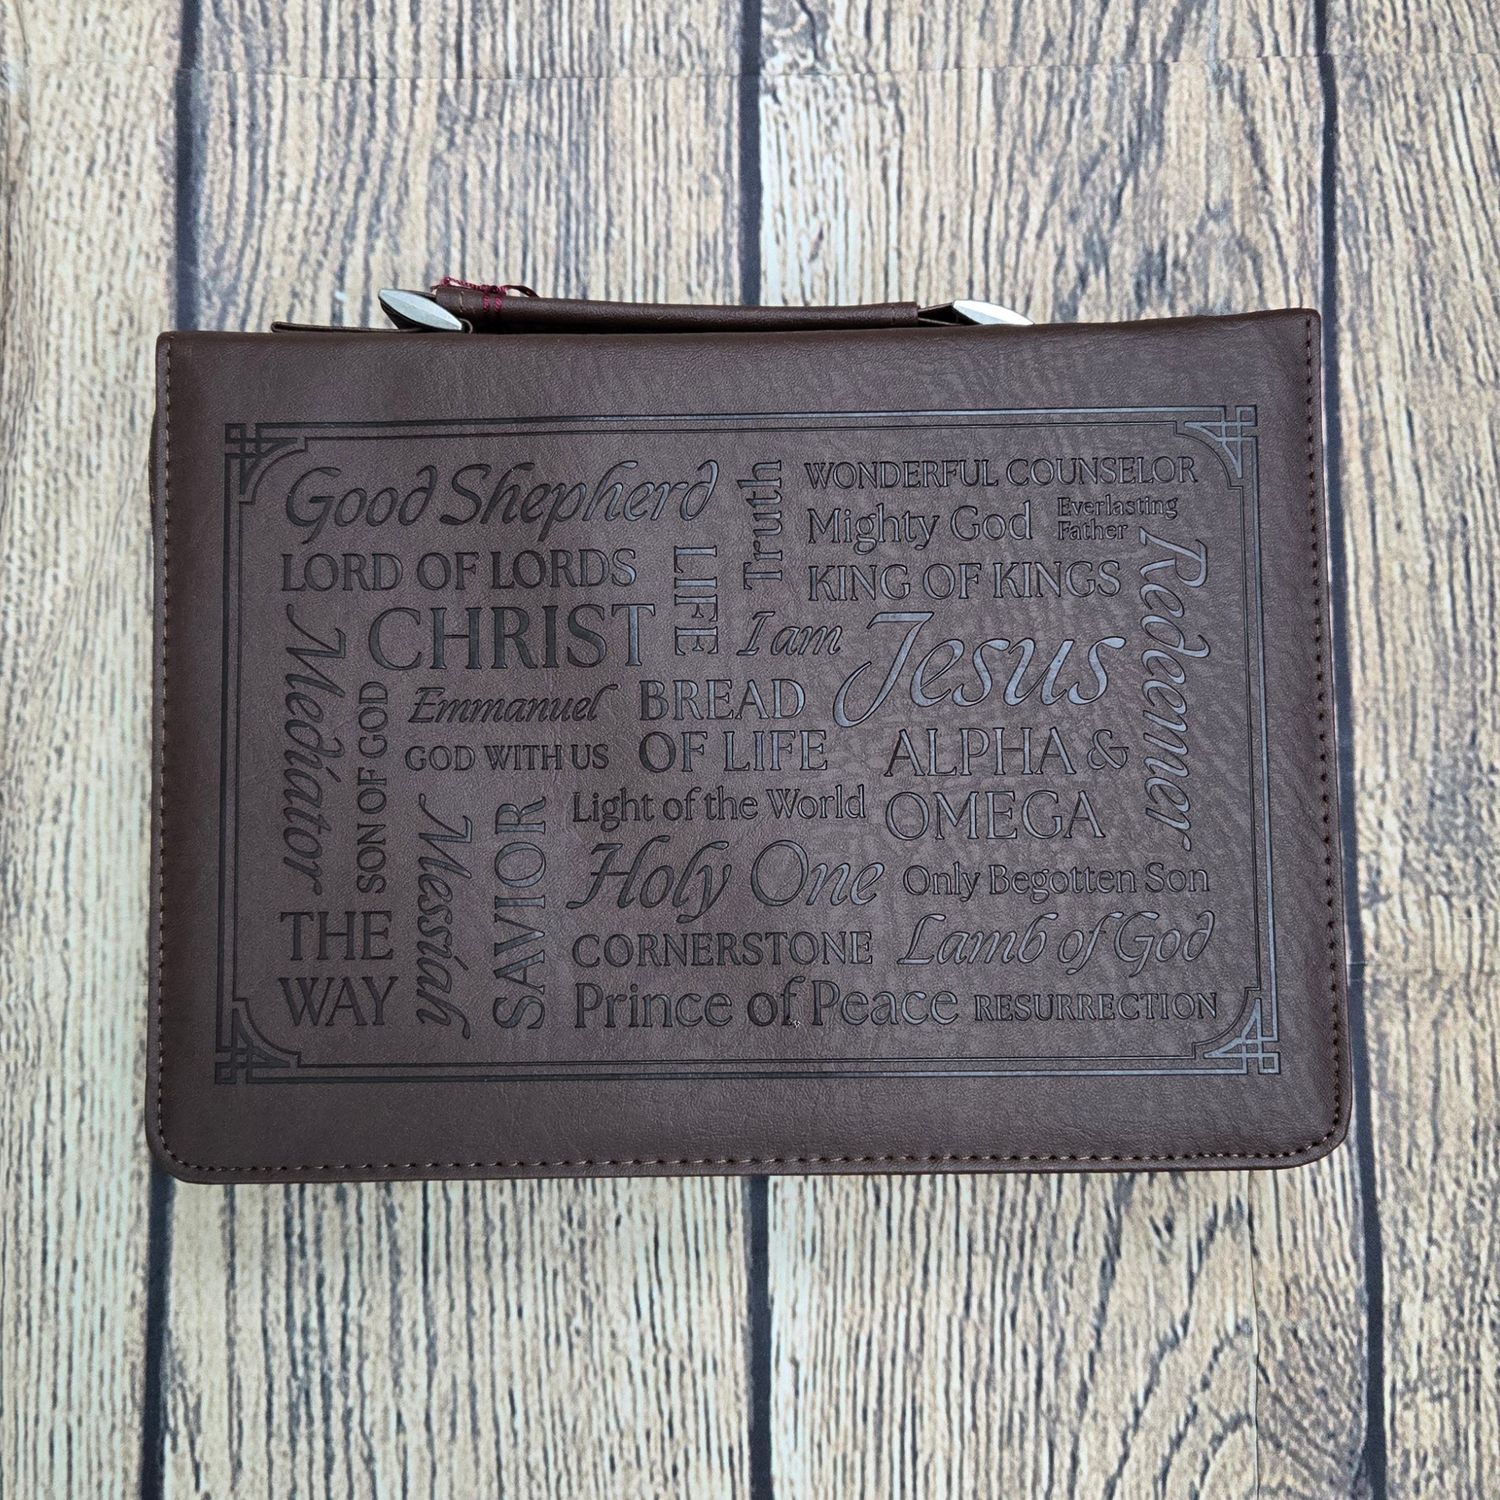 Good Shepherd
Truth
WONDERFUL COUNSELOR
Mighty God
Everlasting
Father
LORD OF LORDS
LIFE
KING OF KINGS
Redeemer
Mediator
CHRIST
I am
Jesus
SON OF GOD
Emmanuel
GOD WITH US
BREAD
OF LIFE
ALPHA &
OMEGA
Messiah
SAVIOR
Light of the World
Holy One
Only Begotten Son
THE
WAY
CORNERSTONE
Lamb of God
Prince of Peace
RESURRECTION